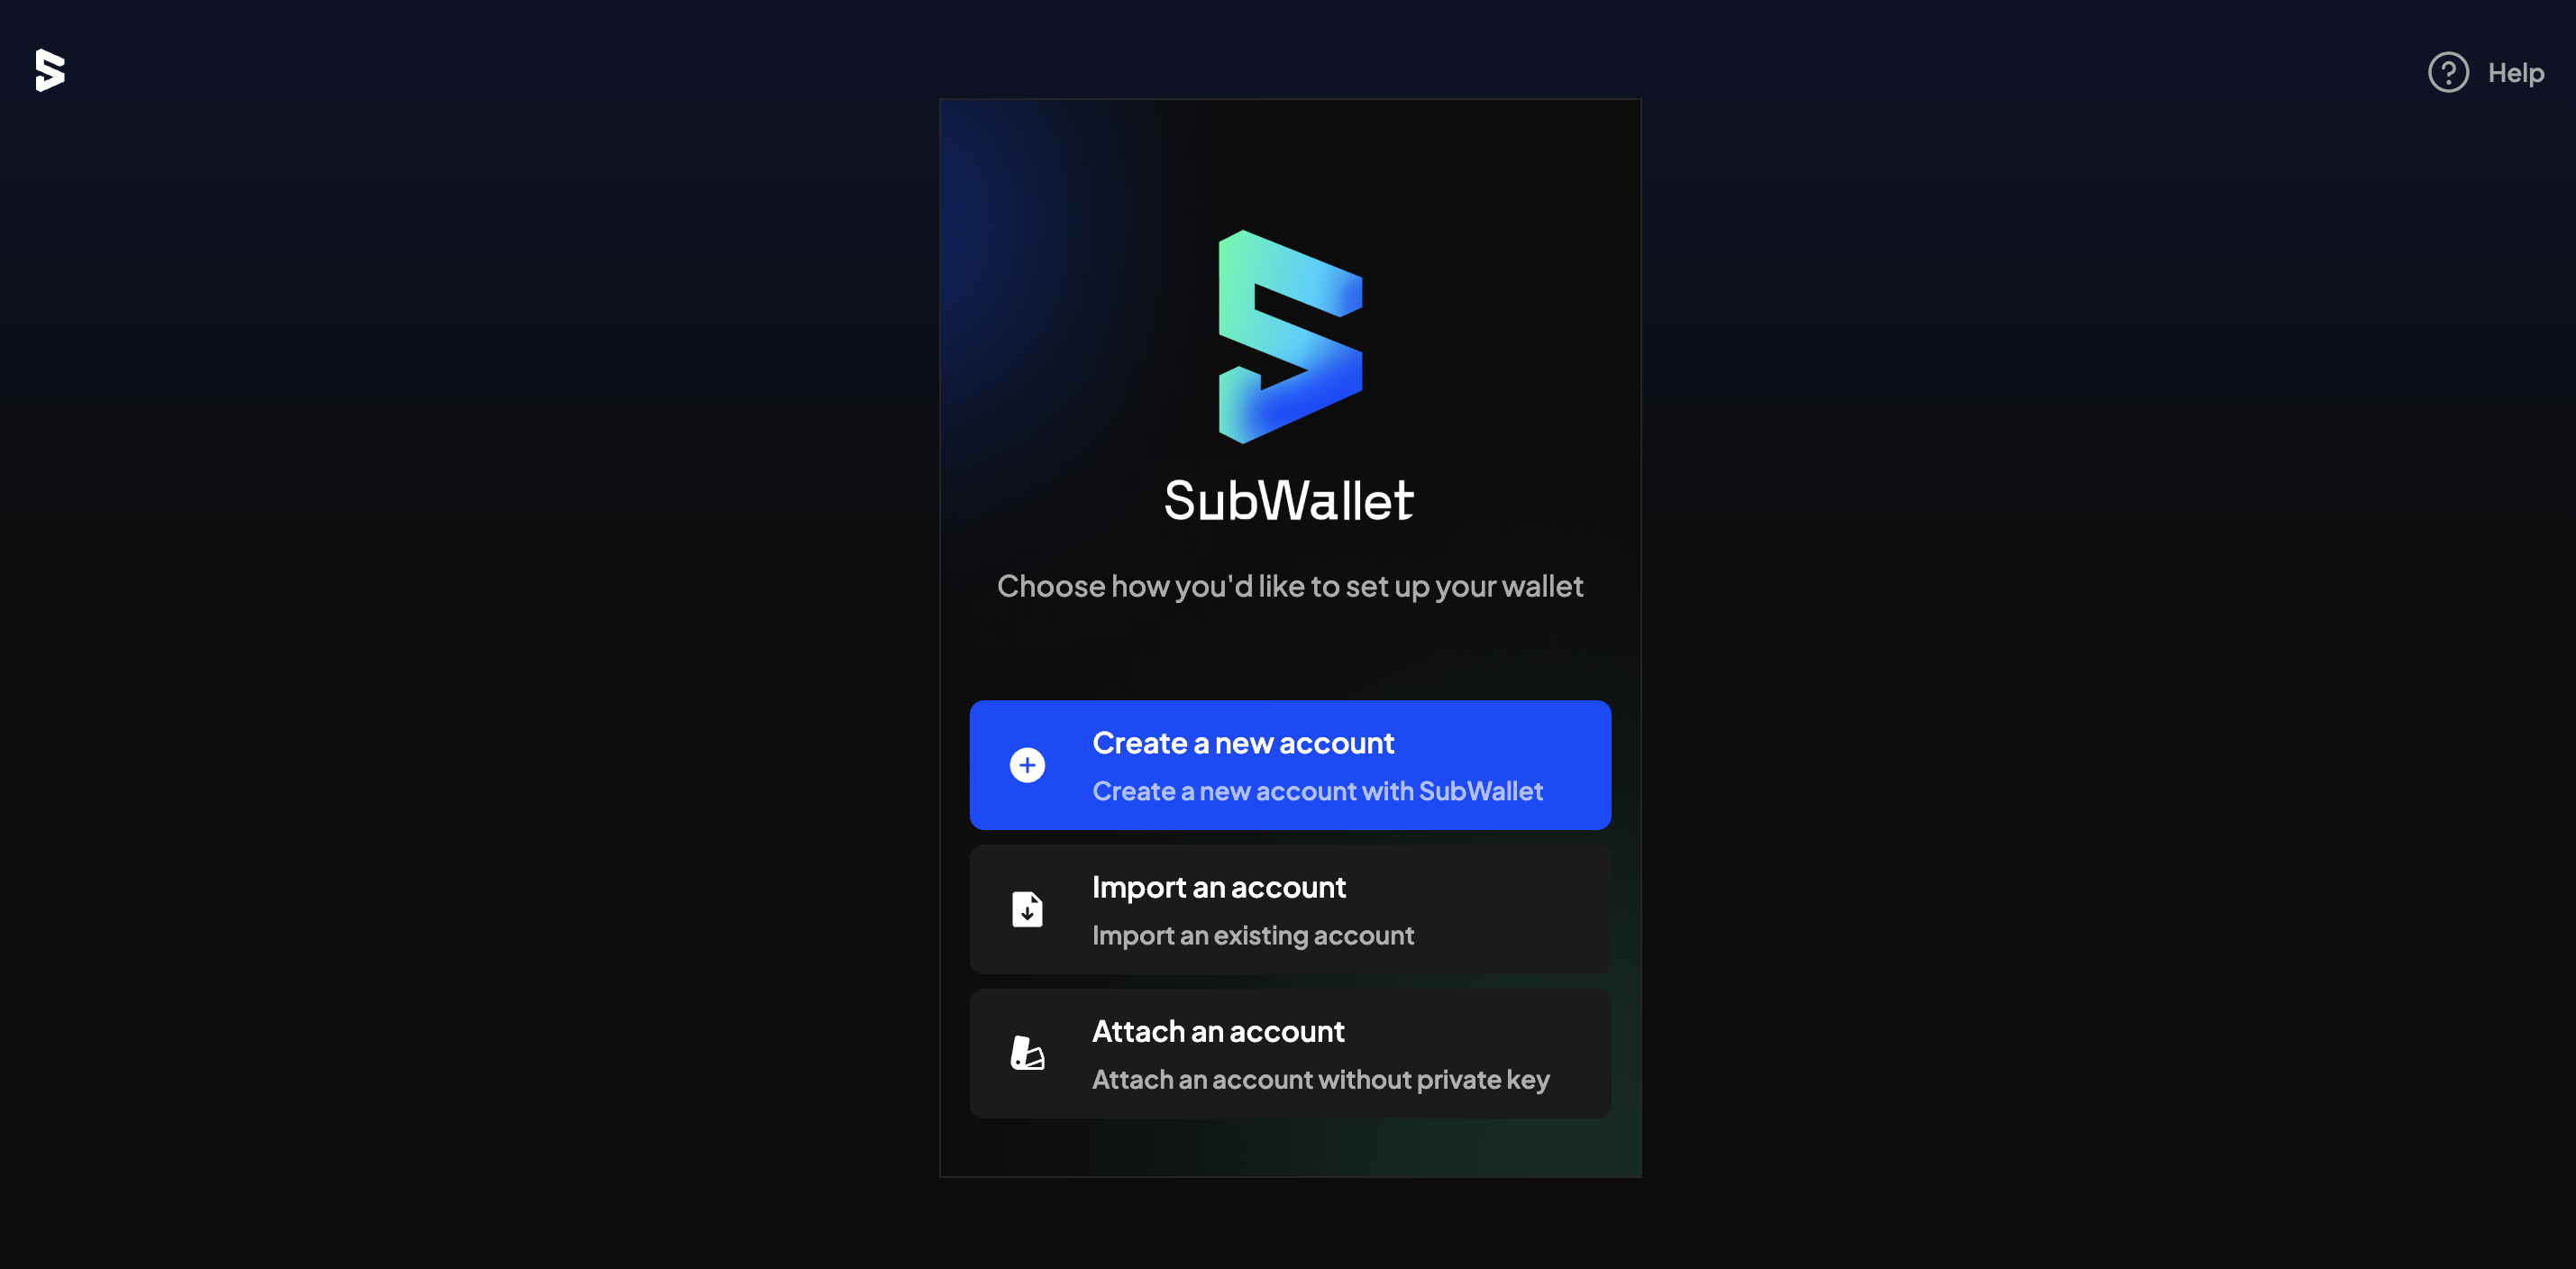 Help
SubWallet
Choose how you'd like to set up your wallet
Create a new account
Create a new account with SubWallet
Import an account
Import an existing account
Attach an account
Attach an account without private key